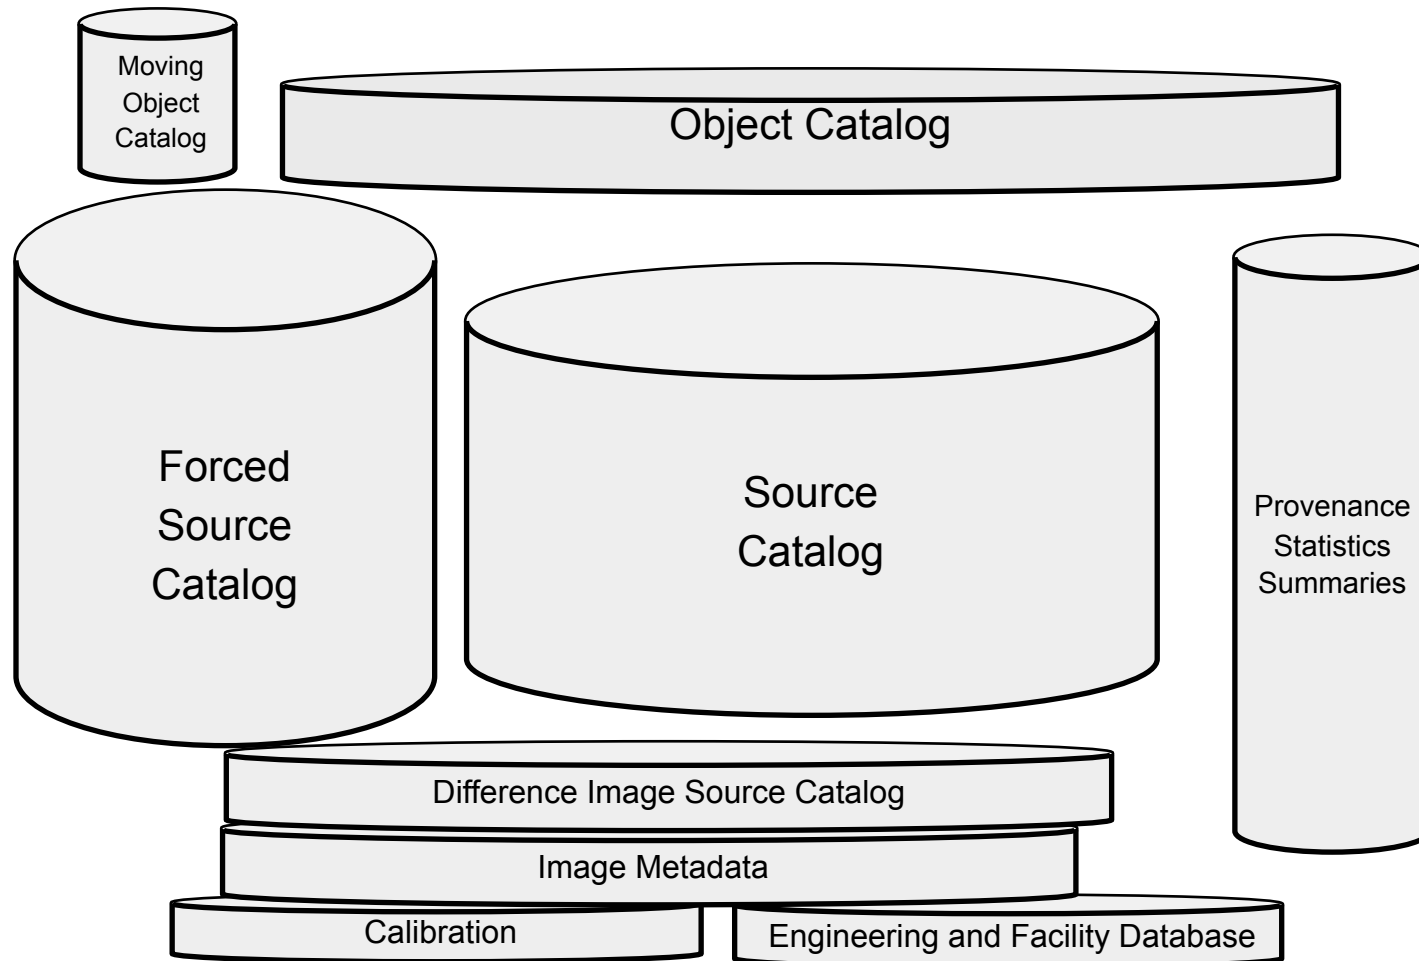 Moving
Object
Catalog
Object Catalog
Forced
Source
Catalog
Source
Catalog
Provenance
Statistics
Summaries
Difference Image Source Catalog
Image Metadata
Calibration
Engineering and Facility Database